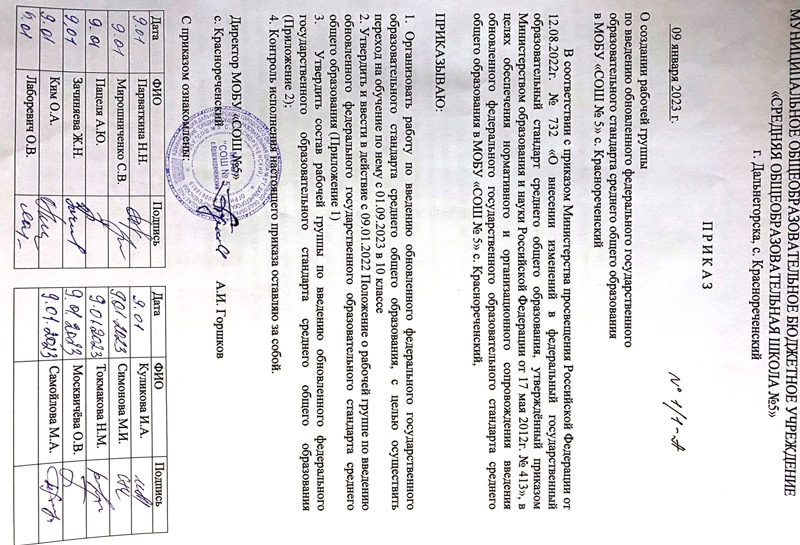 МУНИЦИПАЛЬНОЕ ОБЩЕОБРАЗОВАТЕЛЬНОЕ БЮДЖЕТНОЕ УЧРЕЖДЕНИЕ
«СРЕДНЯЯ ОБЩЕОБРАЗОВАТЕЛЬНАЯ ШКОЛА №5»
г. Дальнегорска, с. Краснореченский
ПРИКАЗ
09 января 2023 г.
№ 1/1-А
О создании рабочей группы
по введению обновленного федерального государственного
образовательного стандарта среднего общего образования
в МОБУ «СОШ № 5» с. Краснореченский
В соответствии с приказом Министерства просвещения Российской Федерации от
12.08.2022г. № 732 «О внесении изменений в федеральный государственный
образовательный стандарт среднего общего образования, утверждённый приказом
Министерством образования и науки Российской Федерации от 17 мая 2012г. № 413», в
целях обеспечения нормативного и организационного сопровождения введения
обновленного федерального государственного образовательного стандарта среднего
общего образования в МОБУ «СОШ № 5» с. Краснореченский,
ПРИКАЗЫВАЮ:
1. Организовать работу по введению обновленного федерального государственного
образовательного стандарта среднего общего образования, с целью осуществить
переход на обучение по нему с 01.09.2023 в 10 классе
2. Утвердить и ввести в действие с 09.01.2022 Положение о рабочей группе по введению
обновленного федерального государственного образовательного стандарта среднего
общего образования (Приложение 1)
3. Утвердить состав рабочей группы по введению обновленного федерального
государственного образовательного стандарта среднего общего образования
(Приложение 2);
4. Контроль исполнения настоящего приказа оставляю за собой.
Директор МОБУ «СОШ №5»
с. Краснореченский А.И. Горшков
СОШ № 5
С приказом ознакомлены:
Дата ФИО Подпись
9.01 Парваткина Н.Н.
9.01 Мирошниченко С.В.
9.01 Пацеля А.Ю.
9.01 Зачиняева Ж.Н.
9.01 Ким О.А.
9.01 Лаборевич О.В.
Дата ФИО Подпись
9.01 Куликова И.А.
9.01.2023 Симонова М.И.
9.01.2023 Токмакова Н.М.
9.01.2023 Москвичёва О.В.
9.01.2023 Самойлова М.А.